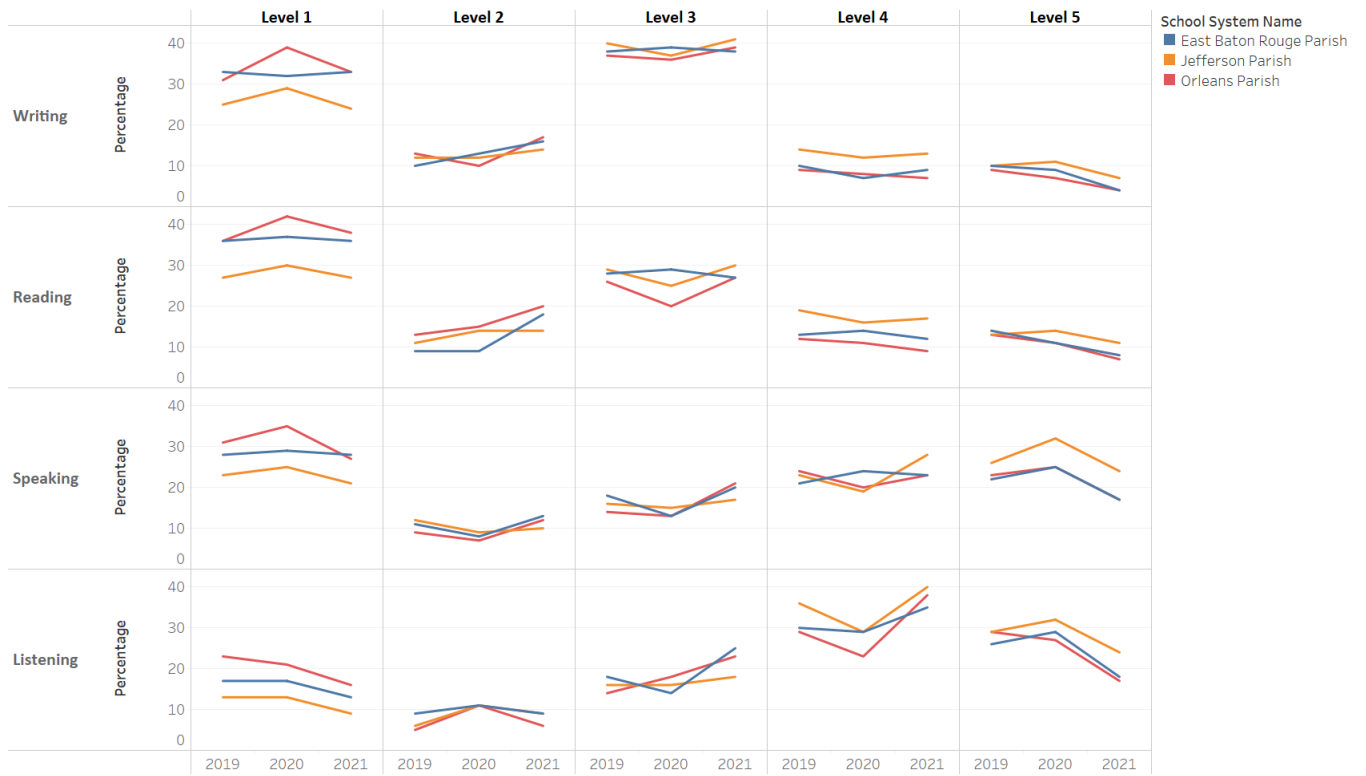 Level 1 Level 2 Level 3 Level 4 Level 5
School System Name
East Baton Rouge Parish
Jefferson Parish
Orleans Parish
Writing
Percentage
40
30
20
10
0
Reading
Percentage
40
30
20
10
0
Speaking
Percentage
40
30
20
10
0
Listening
Percentage
40
30
20
10
0
2019 2020 2021 2019 2020 2021 2019 2020 2021 2019 2020 2021 2019 2020 2021